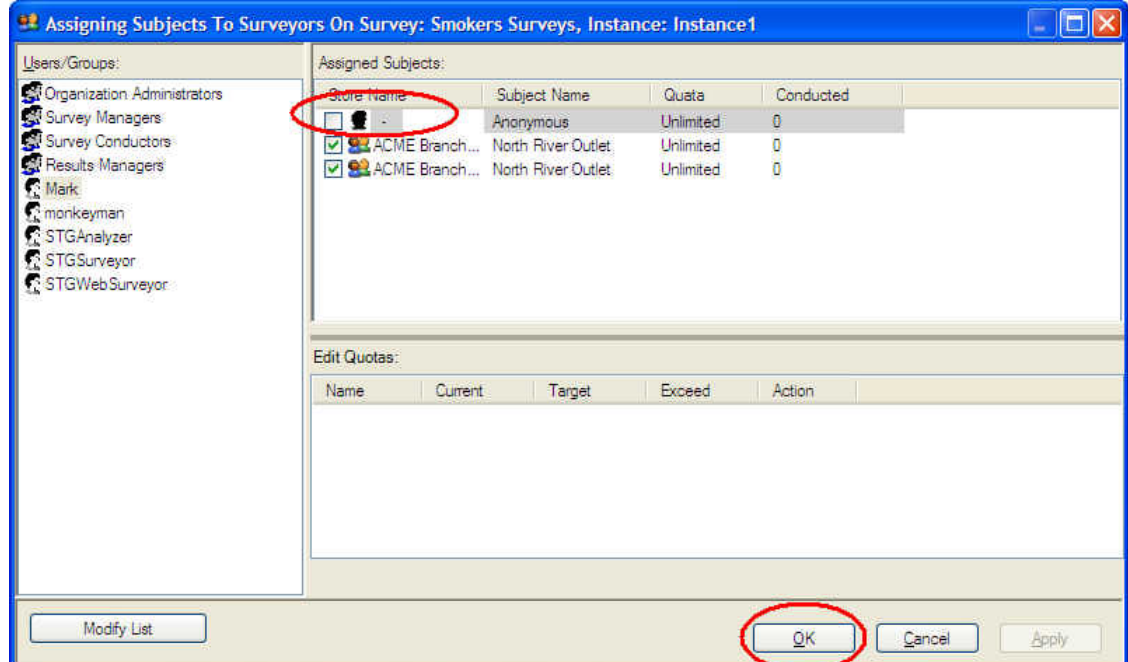 Assigning Subjects To Surveyors On Survey: Smokers Surveys, Instance: Instance1
Users/Groups:
Organization Administrators
Survey Managers
Survey Conductors
Results Managers
Mark
monkeyman
STGAnalyzer
STGSurveyor
STGWebSurveyor
Assigned Subjects:
Store Name Subject Name Quata Conducted
- Anonymous Unlimited 0
ACME Branch... North River Outlet Unlimited 0
ACME Branch... North River Outlet Unlimited 0
Edit Quotas:
Name Current Target Exceed Action
Modify List OK Cancel Apply